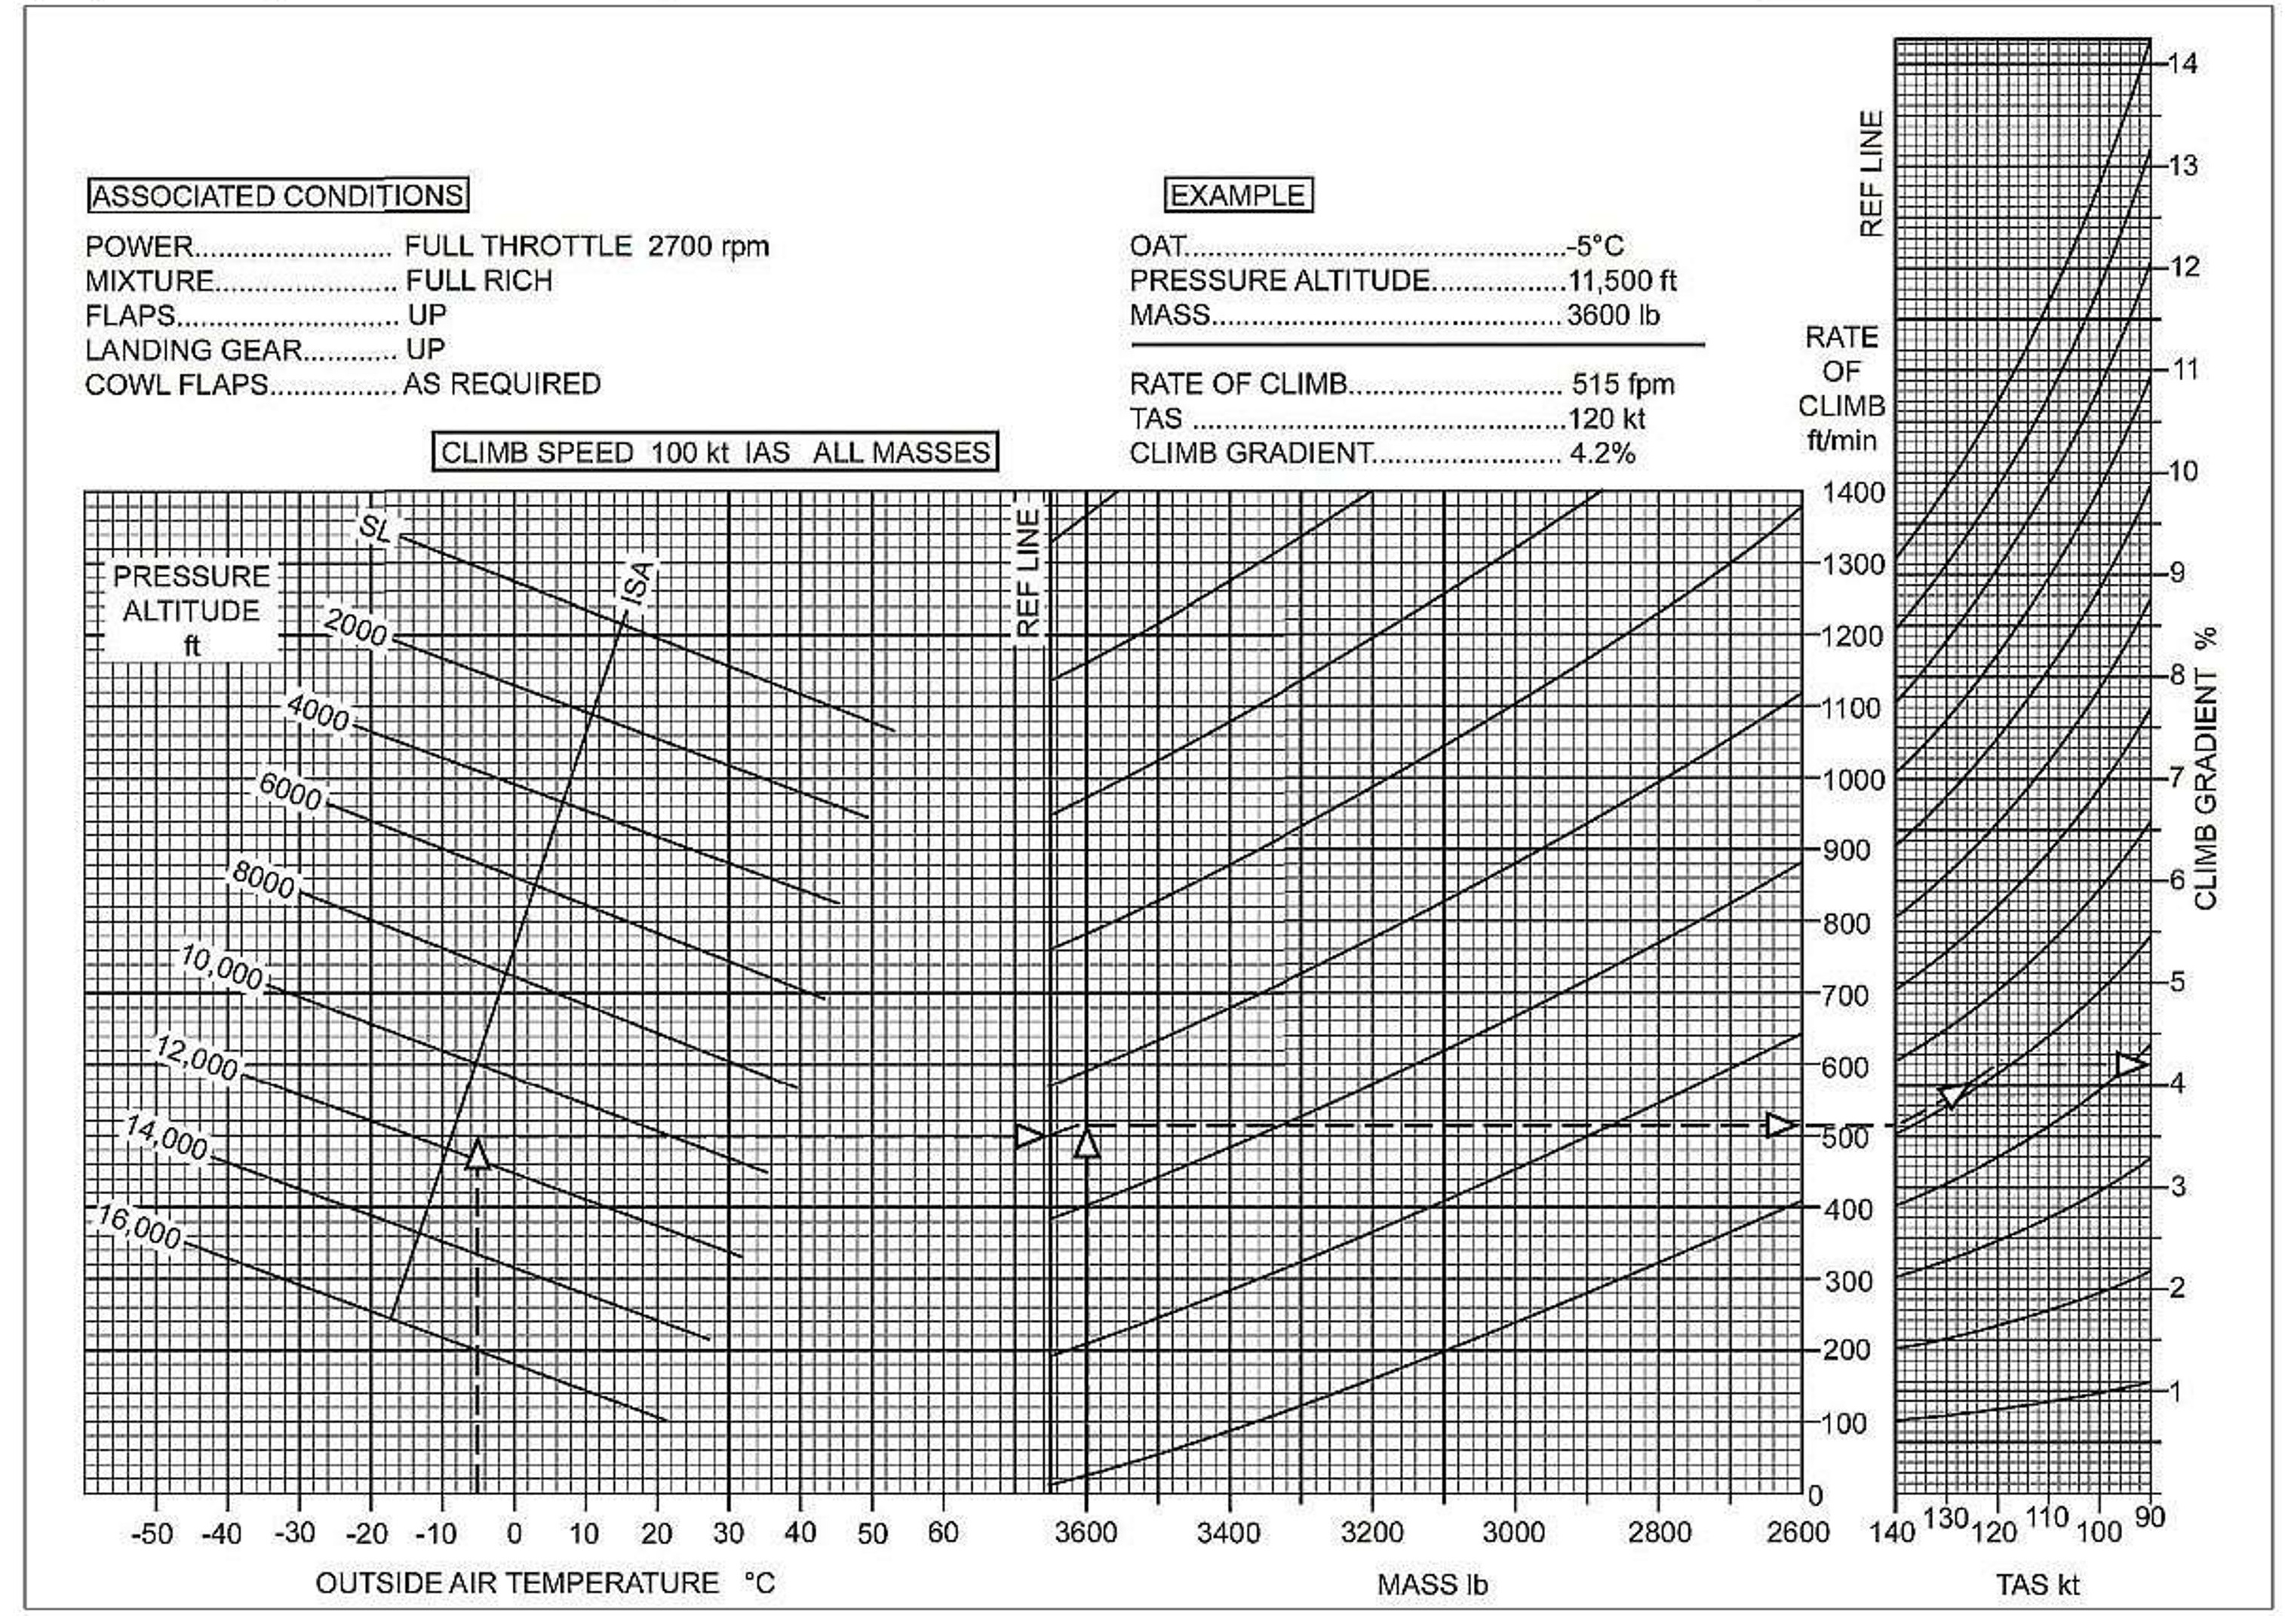 ASSOCIATED CONDITIONS
POWER........................ FULL THROTTLE 2700 rpm
MIXTURE...................... FULL RICH
FLAPS........................... UP
LANDING GEAR............ UP
COWL FLAPS................ AS REQUIRED
CLIMB SPEED 100 kt IAS ALL MASSES
EXAMPLE
OAT..............................................-5°C
PRESSURE ALTITUDE.................11,500 ft
MASS............................................ 3600 lb
RATE OF CLIMB........................... 515 fpm
TAS ...............................................120 kt
CLIMB GRADIENT........................ 4.2%
PRESSURE
ALTITUDE
ft
SL
2000
4000
6000
8000
10,000
12,000
14,000
16,000
ISA
REF LINE
-50 -40 -30 -20 -10 0 10 20 30 40 50 60
OUTSIDE AIR TEMPERATURE °C
3600 3400 3200 3000 2800 2600
MASS lb
REF LINE
RATE
OF
CLIMB
ft/min
1400
1300
1200
1100
1000
900
800
700
600
500
400
300
200
100
0
14
13
12
11
10
9
8
7
6
5
4
3
2
1
CLIMB GRADIENT %
140 130 120 110 100 90
TAS kt